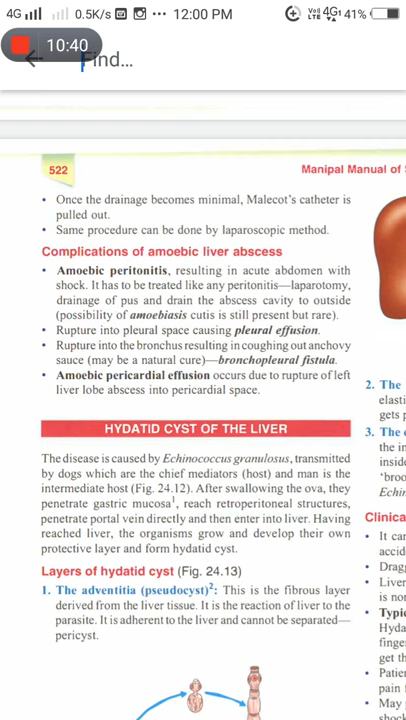 4G 0.5K/s ··· 12:00 PM VoLTE 4G 41%
10:40
Find...
522
Manipal Manual of
• Once the drainage becomes minimal, Malecot's catheter is
pulled out.
• Same procedure can be done by laparoscopic method.
Complications of amoebic liver abscess
• Amoebic peritonitis, resulting in acute abdomen with
shock. It has to be treated like any peritonitis—laparotomy,
drainage of pus and drain the abscess cavity to outside
(possibility of amoebiasis cutis is still present but rare).
• Rupture into pleural space causing pleural effusion.
• Rupture into the bronchus resulting in coughing out anchovy
sauce (may be a natural cure)—bronchopleural fistula.
• Amoebic pericardial effusion occurs due to rupture of left
liver lobe abscess into pericardial space.
HYDATID CYST OF THE LIVER
The disease is caused by Echinococcus granulosus, transmitted
by dogs which are the chief mediators (host) and man is the
intermediate host (Fig. 24.12). After swallowing the ova, they
penetrate gastric mucosa¹, reach retroperitoneal structures,
penetrate portal vein directly and then enter into liver. Having
reached liver, the organisms grow and develop their own
protective layer and form hydatid cyst.
Layers of hydatid cyst (Fig. 24.13)
1. The adventitia (pseudocyst)²: This is the fibrous layer
derived from the liver tissue. It is the reaction of liver to the
parasite. It is adherent to the liver and cannot be separated—
pericyst.
2. The
elasti
gets p
3. The
the in
inside
'broo
Echin
Clinica
• It can
accid
• Drag
• Liver
is nor
• Typic
Hyda
finge
get th
• Patie
pain
• May
shock